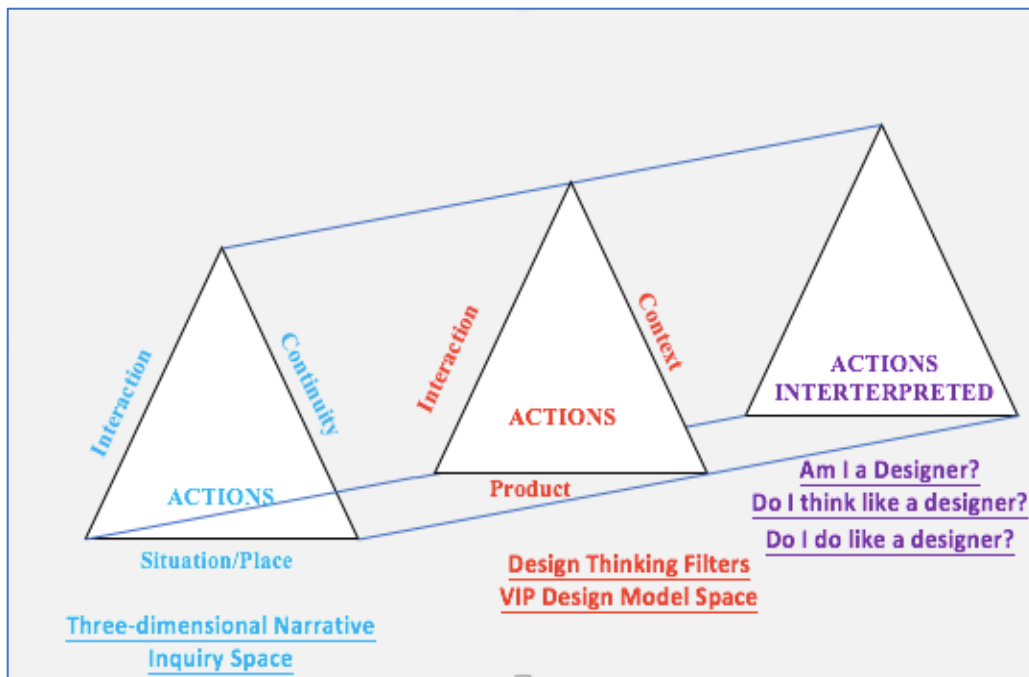 Interaction
Continuity
ACTIONS
Situation/Place
Three-dimensional Narrative
Inquiry Space
Interaction
Context
ACTIONS
Product
Design Thinking Filters
VIP Design Model Space
ACTIONS
INTERTERPRETED
Am I a Designer?
Do I think like a designer?
Do I do like a designer?